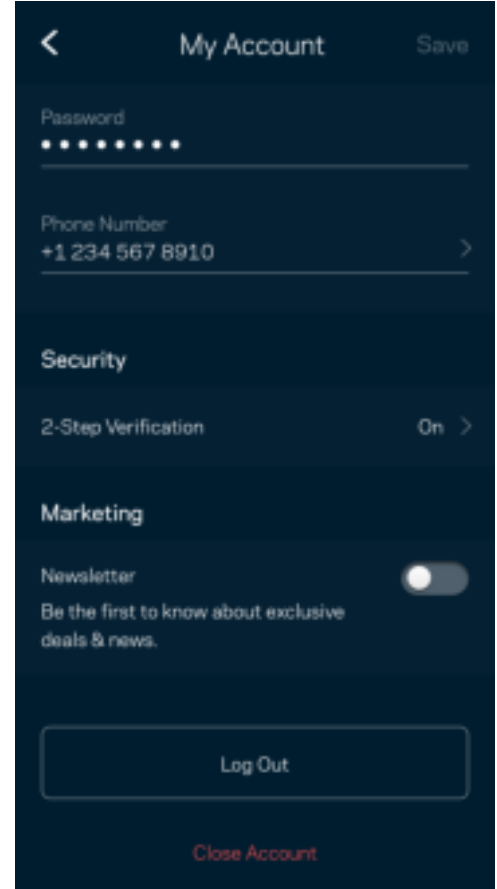 My Account
Save
Password
••••••••
Phone Number
+1 234 567 8910
Security
2-Step Verification
On
Marketing
Newsletter
Be the first to know about exclusive
deals & news.
Log Out
Close Account